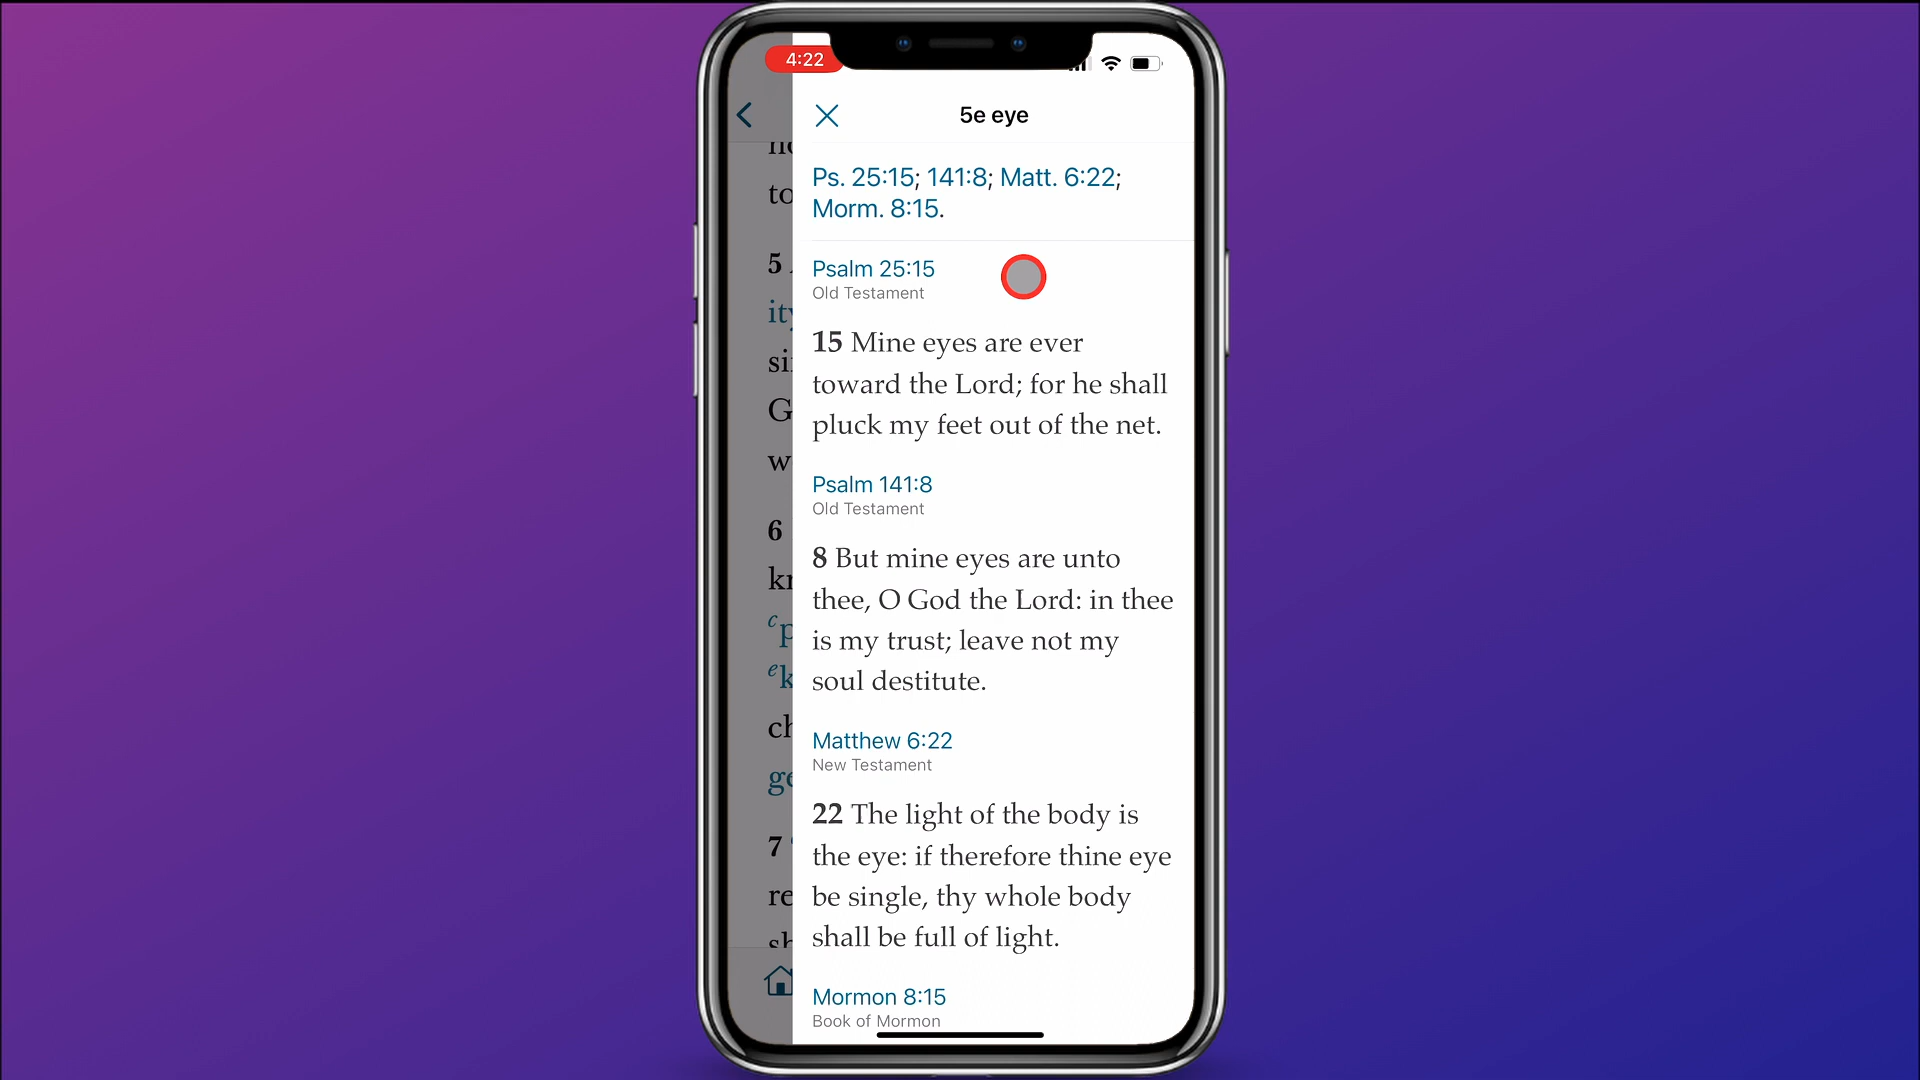 4:22
5e eye
Ps. 25:15; 141:8; Matt. 6:22;
Morm. 8:15.
Psalm 25:15
Old Testament
15 Mine eyes are ever
toward the Lord; for he shall
pluck my feet out of the net.
Psalm 141:8
Old Testament
8 But mine eyes are unto
thee, O God the Lord: in thee
is my trust; leave not my
soul destitute.
Matthew 6:22
New Testament
22 The light of the body is
the eye: if therefore thine eye
be single, thy whole body
shall be full of light.
Mormon 8:15
Book of Mormon
to
5
6
7